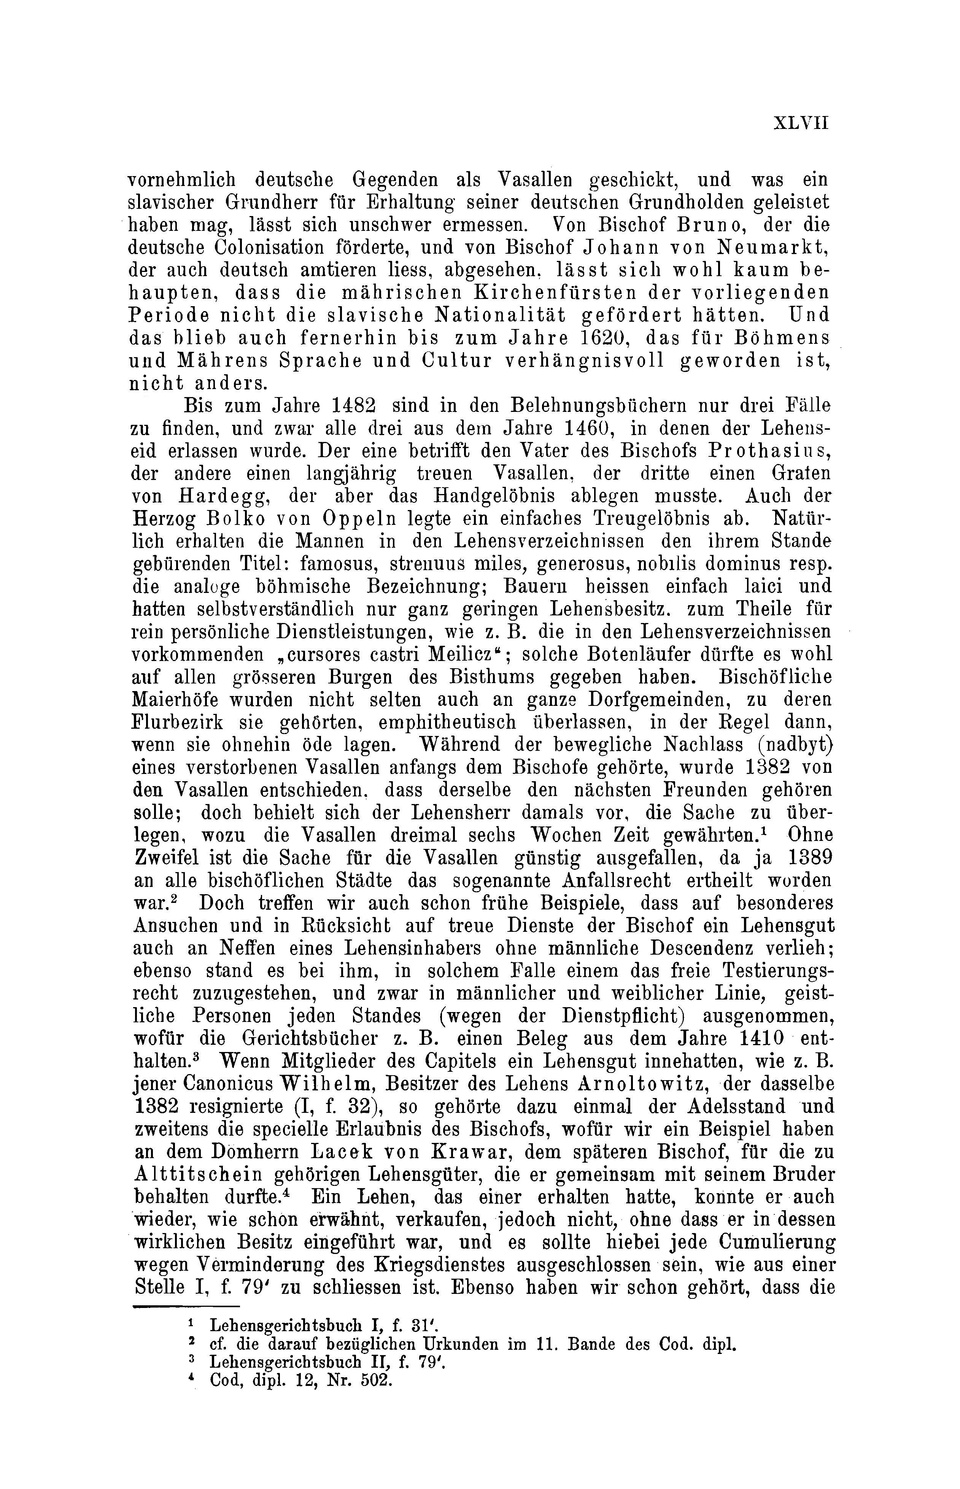 XLVII
vornehmlich deutsche Gegenden als Vasallen geschickt, und was ein
slavischer Grundherr für Erhaltung seiner deutschen Grundholden geleistet
haben mag, lässt sich unschwer ermessen. Von Bischof Bruno, der die
deutsche Colonisation förderte, und von Bischof Johann von Neumarkt,
der auch deutsch amtieren liess, abgesehen, lässt sich wohl kaum be-
haupten, dass die mährischen Kirchenfürsten der vorliegenden
Periode nicht die slavische Nationalität gefördert hätten. Und
das blieb auch fernerhin bis zum Jahre 1620, das für Böhmens
und Mährens Sprache und Cultur verhängnisvoll geworden ist,
nicht anders.
Bis zum Jahre 1482 sind in den Belehnungsbüchern nur drei Fälle
zu finden, und zwar alle drei aus dem Jahre 1460, in denen der Lehens-
eid erlassen wurde. Der eine betrifft den Vater des Bischofs Prothasius,
der andere einen langjährig treuen Vasallen, der dritte einen Grafen
von Hardegg, der aber das Handgelöbnis ablegen musste. Auch der
Herzog Bolko von Oppeln legte ein einfaches Treugelöbnis ab. Natür-
lich erhalten die Mannen in den Lehensverzeichnissen den ihrem Stande
gebürenden Titel: famosus, strenuus miles, generosus, nobilis dominus resp.
die analoge böhmische Bezeichnung; Bauern heissen einfach laici und
hatten selbstverständlich nur ganz geringen Lehensbesitz. zum Theile für
rein persönliche Dienstleistungen, wie z. B. die in den Lehensverzeichnissen
vorkommenden „cursores castri Meilicz“; solche Botenläufer dürfte es wohl
auf allen grösseren Burgen des Bisthums gegeben haben. Bischöfliche
Maierhöfe wurden nicht selten auch an ganze Dorfgemeinden, zu deren
Flurbezirk sie gehörten, emphitheutisch überlassen, in der Regel dann,
wenn sie ohnehin öde lagen. Während der bewegliche Nachlass (nadbyt)
eines verstorbenen Vasallen anfangs dem Bischofe gehörte, wurde 1382 von
den Vasallen entschieden, dass derselbe den nächsten Freunden gehören
solle; doch behielt sich der Lehensherr damals vor, die Sache zu über-
legen, wozu die Vasallen dreimal sechs Wochen Zeit gewährten.¹ Ohne
Zweifel ist die Sache für die Vasallen günstig ausgefallen, da ja 1389
an alle bischöflichen Städte das sogenannte Anfallsrecht ertheilt worden
war.² Doch treffen wir auch schon frühe Beispiele, dass auf besonderes
Ansuchen und in Rücksicht auf treue Dienste der Bischof ein Lehensgut
auch an Neffen eines Lehensinhabers ohne männliche Descendenz verlieh;
ebenso stand es bei ihm, in solchem Falle einem das freie Testierungs-
recht zuzugestehen, und zwar in männlicher und weiblicher Linie, geist-
liche Personen jeden Standes (wegen der Dienstpflicht) ausgenommen,
wofür die Gerichtsbücher z. B. einen Beleg aus dem Jahre 1410 ent-
halten.³ Wenn Mitglieder des Capitels ein Lehensgut innehatten, wie z. B.
jener Canonicus Wilhelm, Besitzer des Lehens Arnoltowitz, der dasselbe
1382 resignierte (I, f. 32), so gehörte dazu einmal der Adelsstand und
zweitens die specielle Erlaubnis des Bischofs, wofür wir ein Beispiel haben
an dem Domherrn Lacek von Krawar, dem späteren Bischof, für die zu
Alttitschein gehörigen Lehensgüter, die er gemeinsam mit seinem Bruder
behalten durfte.⁴ Ein Lehen, das einer erhalten hatte, konnte er auch
wieder, wie schon erwähnt, verkaufen, jedoch nicht, ohne dass er in dessen
wirklichen Besitz eingeführt war, und es sollte hiebei jede Cumulierung
wegen Verminderung des Kriegsdienstes ausgeschlossen sein, wie aus einer
Stelle I, f. 79′ zu schliessen ist. Ebenso haben wir schon gehört, dass die
¹ Lehensgerichtsbuch I, f. 31′.
² cf. die darauf bezüglichen Urkunden im 11. Bande des Cod. dipl.
³ Lehensgerichtsbuch II, f. 79′.
⁴ Cod, dipl. 12, Nr. 502.